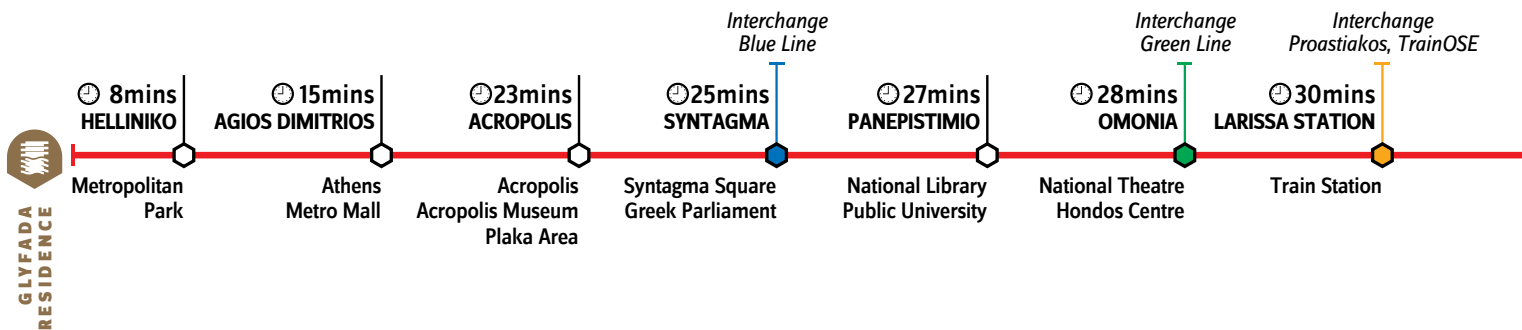 GLYFADA
RESIDENCE
8mins
HELLINIKO
Metropolitan
Park
15mins
AGIOS DIMITRIOS
Athens
Metro Mall
23mins
ACROPOLIS
Acropolis
Acropolis Museum
Plaka Area
Interchange
Blue Line
25mins
SYNTAGMA
Syntagma Square
Greek Parliament
27mins
PANEPISTIMIO
National Library
Public University
Interchange
Green Line
28mins
OMONIA
National Theatre
Hondos Centre
Interchange
Proastiakos, TrainOSE
30mins
LARISSA STATION
Train Station